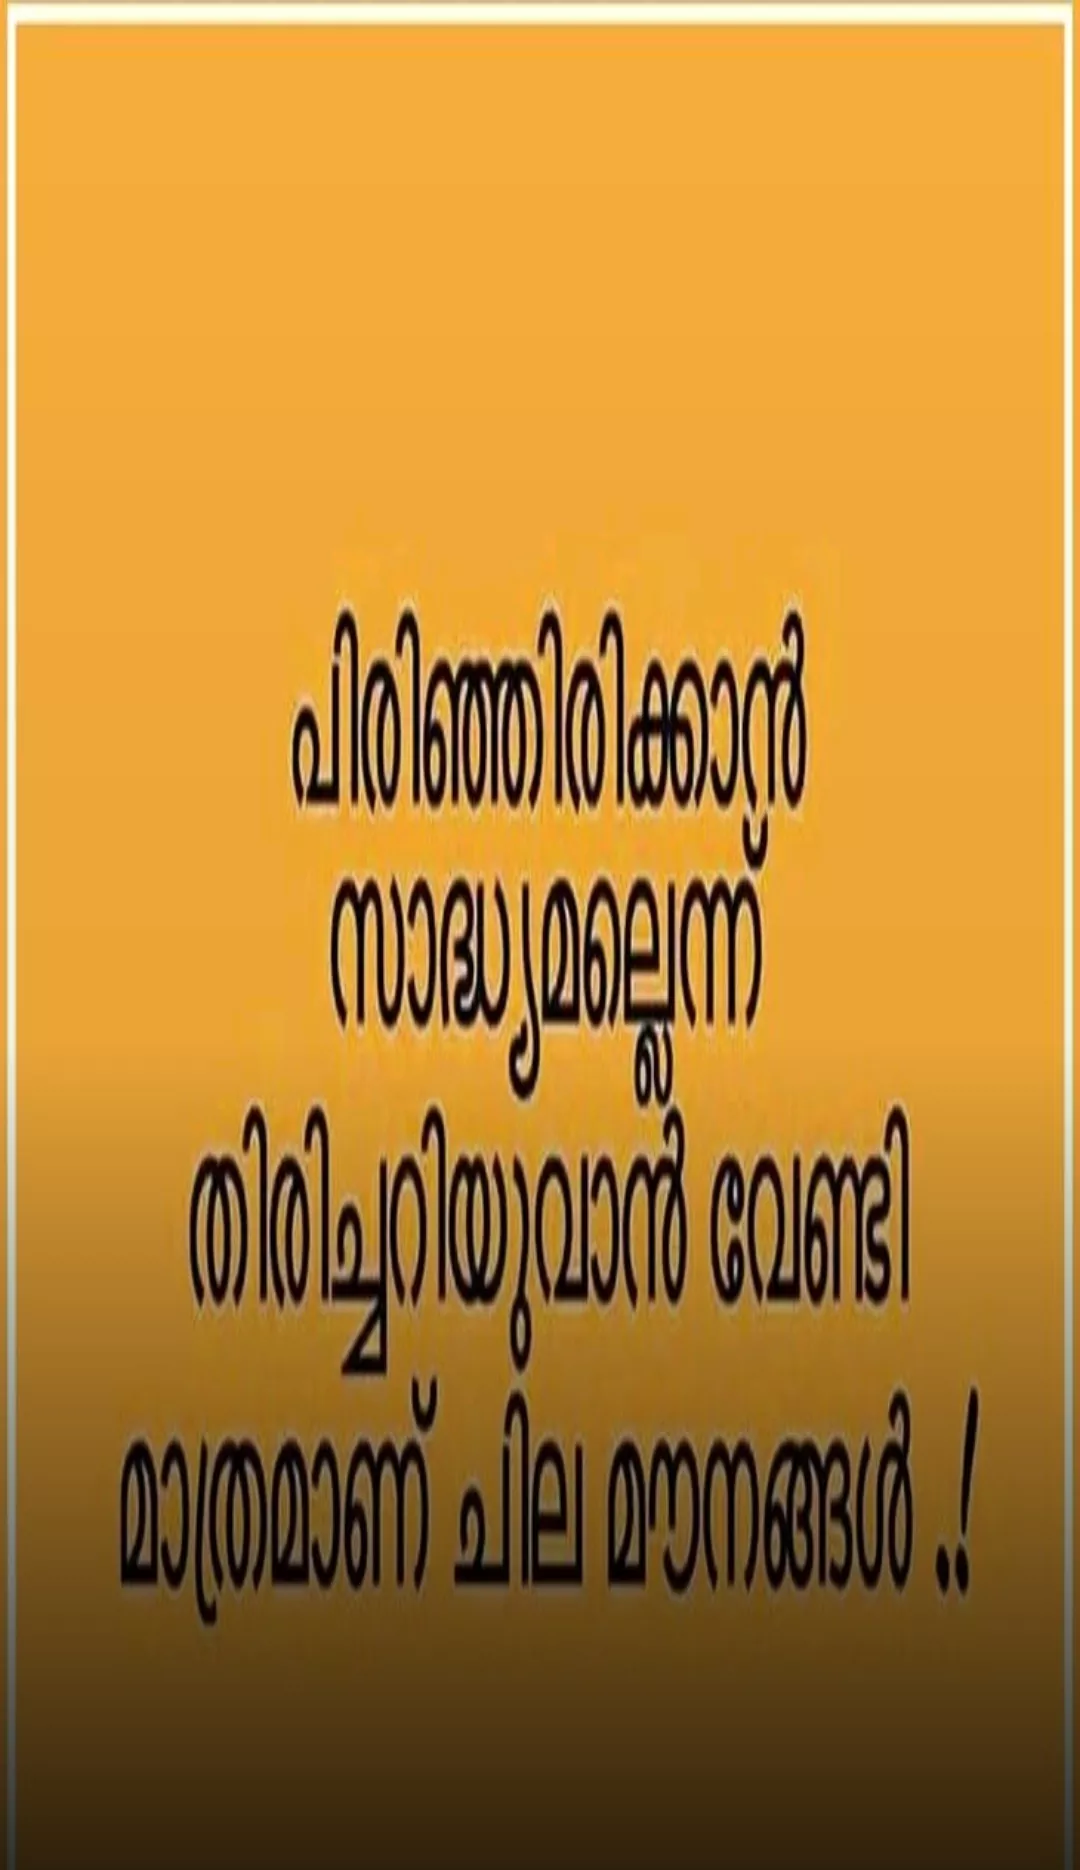 പിരിഞ്ഞിരിക്കാൻ
സാദ്ധ്യമല്ലെന്ന്
തിരിച്ചറിയുവാൻ വേണ്ടി
മാത്രമാണ് ചില മൗനങ്ങൾ ..!